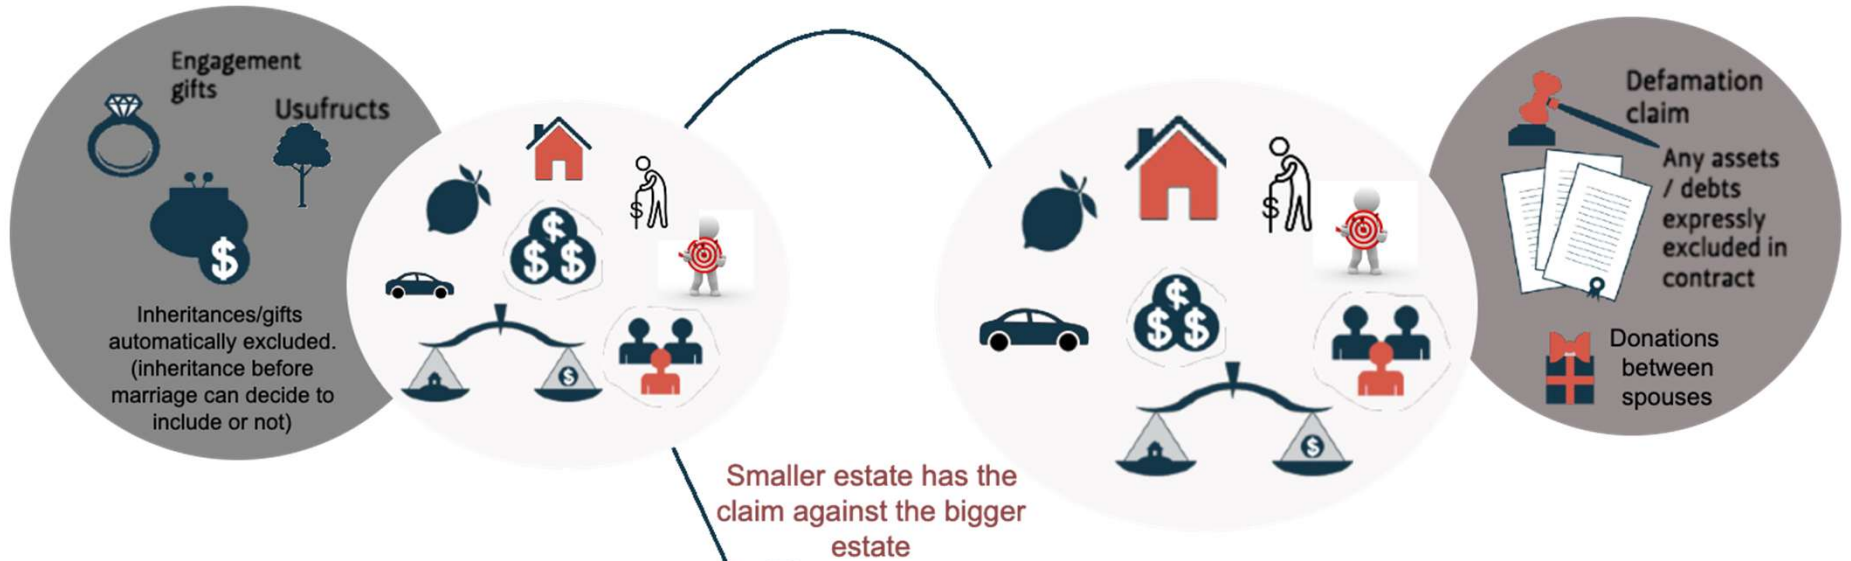 Engagement
gifts
Usufructs
$
Inheritances/gifts
automatically excluded.
(inheritance before
marriage can decide to
include or not)
$
$
$ $
$
Smaller estate has the
claim against the bigger
estate
$
$
$ $
$
Defamation
claim
Any assets
/ debts
expressly
excluded in
contract
Donations
between
spouses